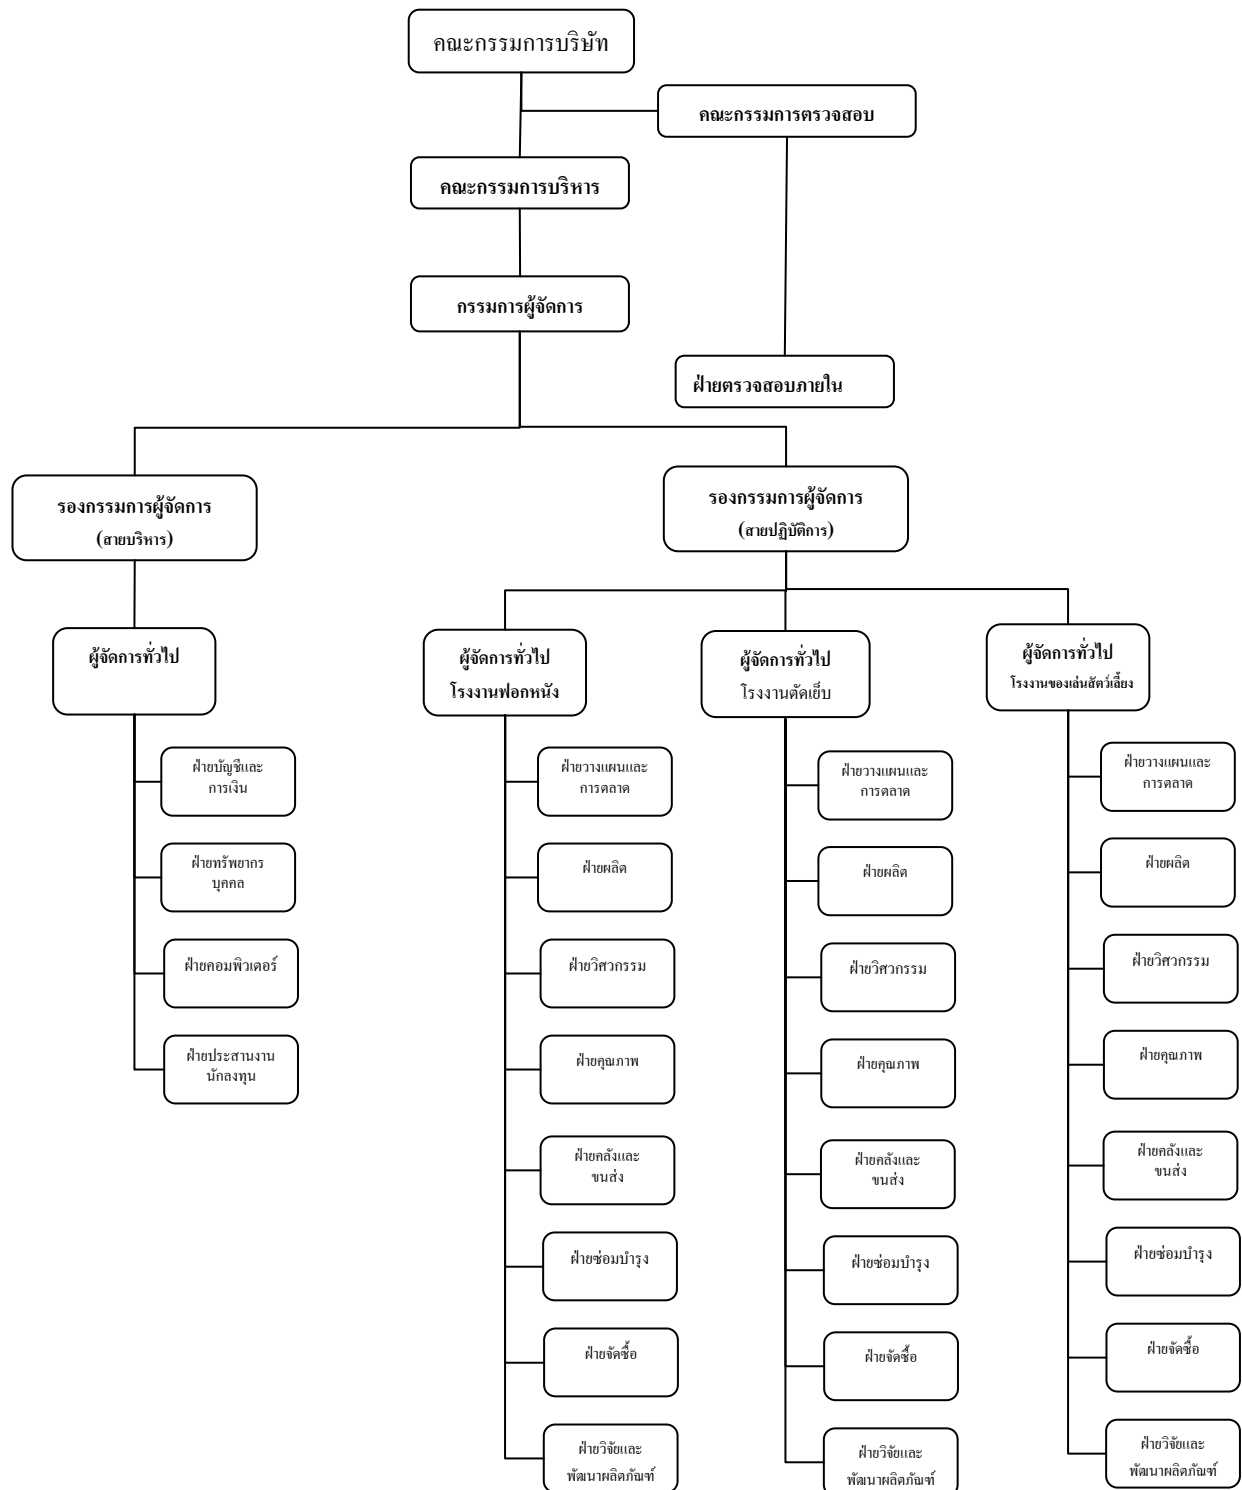 คณะกรรมการบริษัท
คณะกรรมการตรวจสอบ
คณะกรรมการบริหาร
กรรมการผู้จัดการ
ฝ่ายตรวจสอบภายใน
รองกรรมการผู้จัดการ
(สายบริหาร)
รองกรรมการผู้จัดการ
(สายปฏิบัติการ)
ผู้จัดการทั่วไป
ผู้จัดการทั่วไป
โรงงานฟอกหนัง
ผู้จัดการทั่วไป
โรงงานตัดเย็บ
ผู้จัดการทั่วไป
โรงงานของเล่นสัตว์เลี้ยง
ฝ่ายบัญชีและ
การเงิน
ฝ่ายทรัพยากร
บุคคล
ฝ่ายคอมพิวเตอร์
ฝ่ายประสานงาน
นักลงทุน
ฝ่ายวางแผนและ
การตลาด
ฝ่ายผลิต
ฝ่ายวิศวกรรม
ฝ่ายคุณภาพ
ฝ่ายคลังและ
ขนส่ง
ฝ่ายซ่อมบำรุง
ฝ่ายจัดซื้อ
ฝ่ายวิจัยและ
พัฒนาผลิตภัณฑ์
ฝ่ายวางแผนและ
การตลาด
ฝ่ายผลิต
ฝ่ายวิศวกรรม
ฝ่ายคุณภาพ
ฝ่ายคลังและ
ขนส่ง
ฝ่ายซ่อมบำรุง
ฝ่ายจัดซื้อ
ฝ่ายวิจัยและ
พัฒนาผลิตภัณฑ์
ฝ่ายวางแผนและ
การตลาด
ฝ่ายผลิต
ฝ่ายวิศวกรรม
ฝ่ายคุณภาพ
ฝ่ายคลังและ
ขนส่ง
ฝ่ายซ่อมบำรุง
ฝ่ายจัดซื้อ
ฝ่ายวิจัยและ
พัฒนาผลิตภัณฑ์